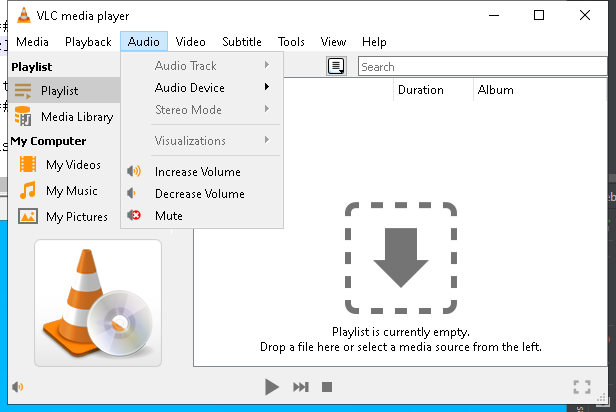 VLC media player
Media Playback Audio Video Subtitle Tools View Help
Playlist
Playlist
Media Library
My Computer
My Videos
My Music
My Pictures
Audio Track
Audio Device
Stereo Mode
Visualizations
Increase Volume
Decrease Volume
Mute
Search
Duration Album
Playlist is currently empty.
Drop a file here or select a media source from the left.